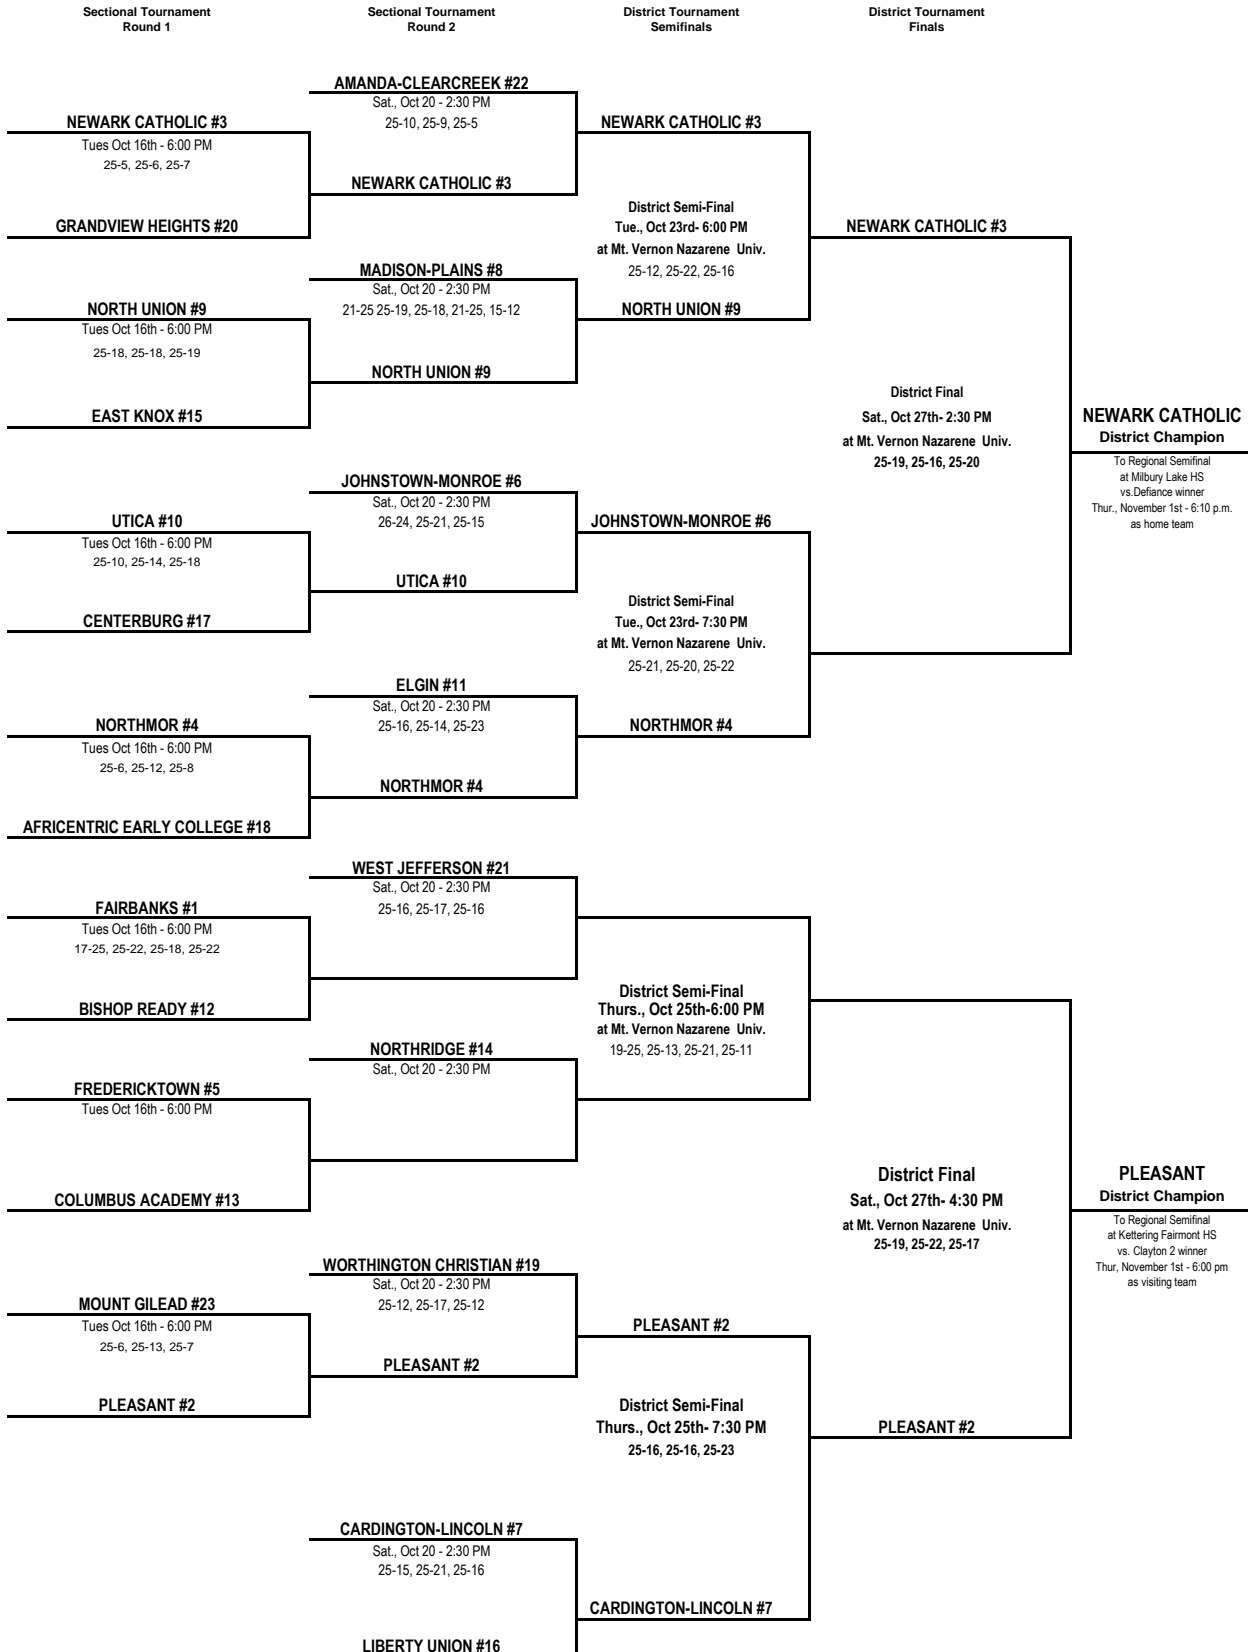 Sectional Tournament
Round 1
Sectional Tournament
Round 2
District Tournament
Semifinals
District Tournament
Finals
NEWARK CATHOLIC #3
Tues Oct 16th - 6:00 PM
25-5, 25-6, 25-7
GRANDVIEW HEIGHTS #20
NORTH UNION #9
Tues Oct 16th - 6:00 PM
25-18, 25-18, 25-19
EAST KNOX #15
UTICA #10
Tues Oct 16th - 6:00 PM
25-10, 25-14, 25-18
CENTERBURG #17
NORTHMOR #4
Tues Oct 16th - 6:00 PM
25-6, 25-12, 25-8
AFRICENTRIC EARLY COLLEGE #18
FAIRBANKS #1
Tues Oct 16th - 6:00 PM
17-25, 25-22, 25-18, 25-22
BISHOP READY #12
FREDERICKTOWN #5
Tues Oct 16th - 6:00 PM
COLUMBUS ACADEMY #13
MOUNT GILEAD #23
Tues Oct 16th - 6:00 PM
25-6, 25-13, 25-7
PLEASANT #2
AMANDA-CLEARCREEK #22
Sat., Oct 20 - 2:30 PM
25-10, 25-9, 25-5
NEWARK CATHOLIC #3
MADISON-PLAINS #8
Sat., Oct 20 - 2:30 PM
21-25 25-19, 25-18, 21-25, 15-12
NORTH UNION #9
JOHNSTOWN-MONROE #6
Sat., Oct 20 - 2:30 PM
26-24, 25-21, 25-15
UTICA #10
ELGIN #11
Sat., Oct 20 - 2:30 PM
25-16, 25-14, 25-23
NORTHMOR #4
WEST JEFFERSON #21
Sat., Oct 20 - 2:30 PM
25-16, 25-17, 25-16
NORTHRIDGE #14
Sat., Oct 20 - 2:30 PM
WORTHINGTON CHRISTIAN #19
Sat., Oct 20 - 2:30 PM
25-12, 25-17, 25-12
PLEASANT #2
CARDINGTON-LINCOLN #7
Sat., Oct 20 - 2:30 PM
25-15, 25-21, 25-16
LIBERTY UNION #16
NEWARK CATHOLIC #3
District Semi-Final
Tue., Oct 23rd- 6:00 PM
at Mt. Vernon Nazarene Univ.
25-12, 25-22, 25-16
NORTH UNION #9
JOHNSTOWN-MONROE #6
District Semi-Final
Tue., Oct 23rd- 7:30 PM
at Mt. Vernon Nazarene Univ.
25-21, 25-20, 25-22
NORTHMOR #4
District Semi-Final
Thurs., Oct 25th-6:00 PM
at Mt. Vernon Nazarene Univ.
19-25, 25-13, 25-21, 25-11
PLEASANT #2
District Semi-Final
Thurs., Oct 25th- 7:30 PM
25-16, 25-16, 25-23
CARDINGTON-LINCOLN #7
NEWARK CATHOLIC #3
District Final
Sat., Oct 27th- 2:30 PM
at Mt. Vernon Nazarene Univ.
25-19, 25-16, 25-20
District Final
Sat., Oct 27th- 4:30 PM
at Mt. Vernon Nazarene Univ.
25-19, 25-22, 25-17
PLEASANT #2
NEWARK CATHOLIC
District Champion
To Regional Semifinal
at Milbury Lake HS
vs.Defiance winner
Thur., November 1st - 6:10 p.m.
as home team
PLEASANT
District Champion
To Regional Semifinal
at Kettering Fairmont HS
vs. Clayton 2 winner
Thur, November 1st - 6:00 pm
as visiting team